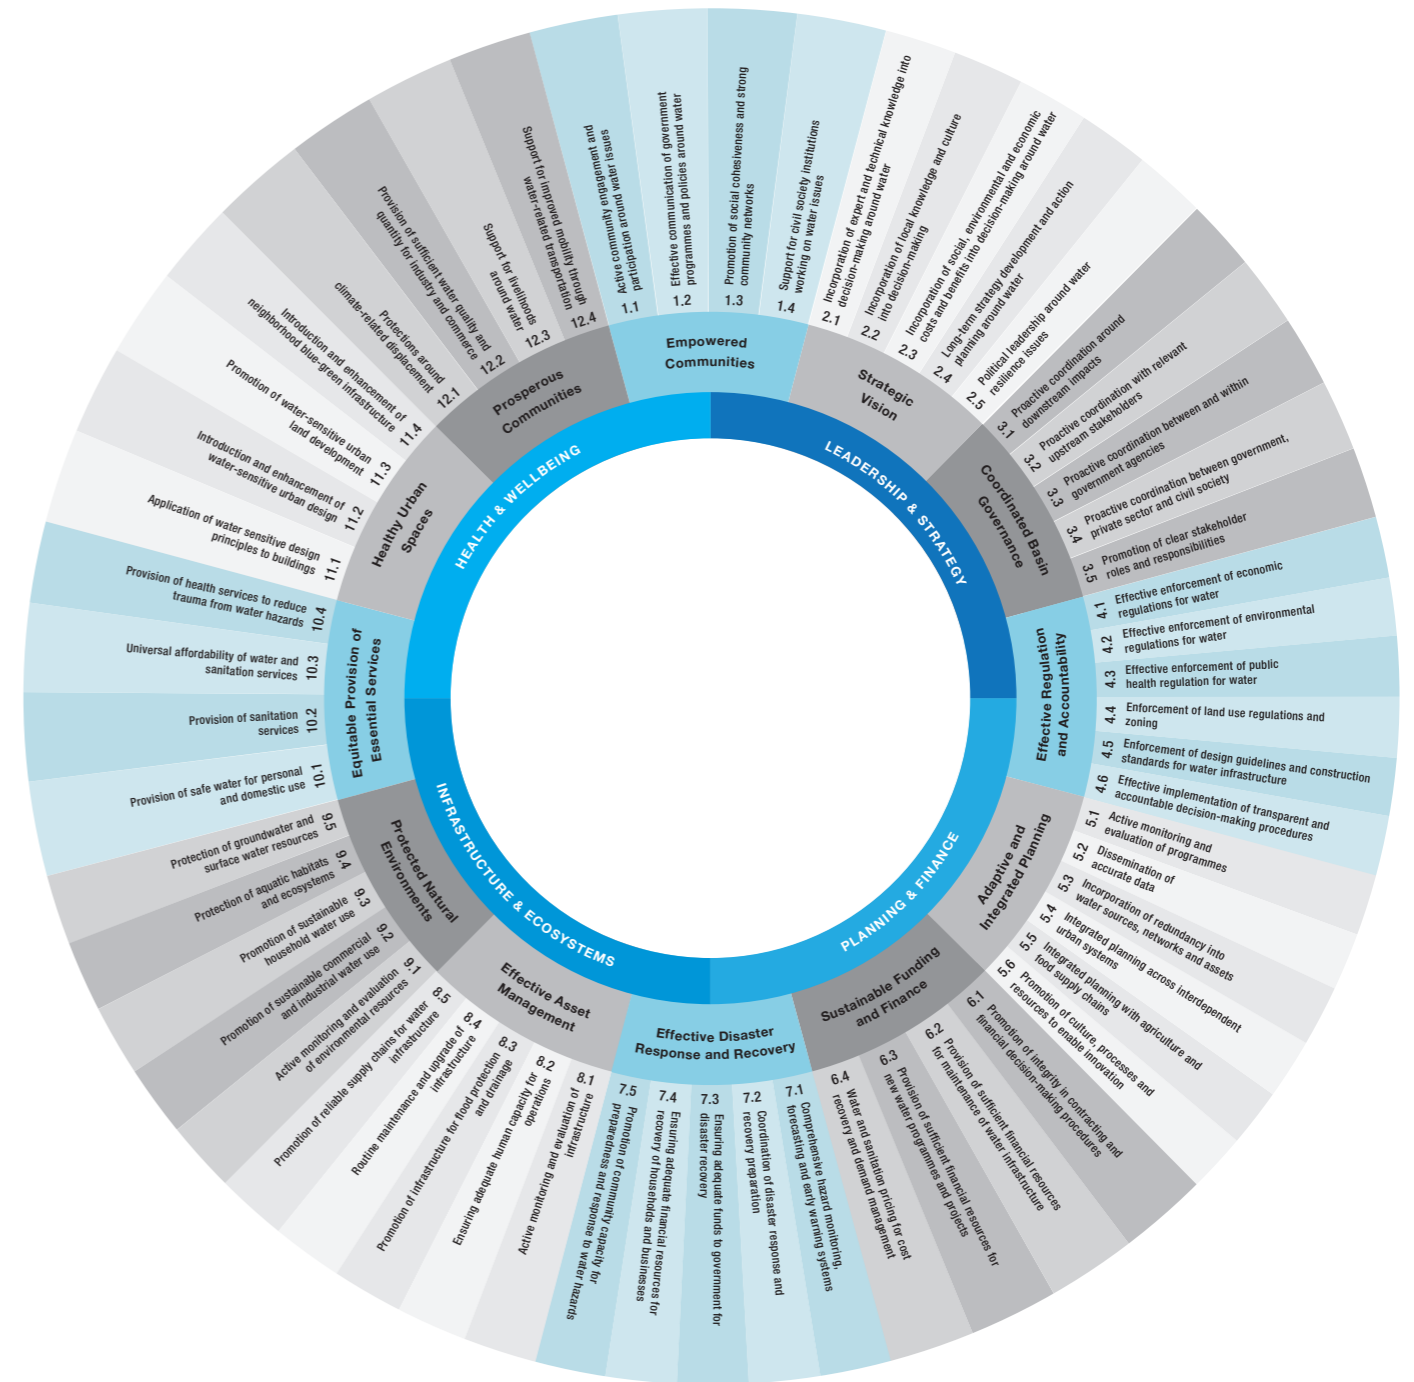 HEALTH & WELLBEING
LEADERSHIP & STRATEGY
PLANNING & FINANCE
INFRASTRUCTURE & ECOSYSTEMS
Empowered
Communities
1.1
Active community engagement and
participation around water issues
1.2
Effective communication of government
programmes and policies around water
1.3
Promotion of social cohesiveness and strong
community networks
1.4
Support for civil society institutions
working on water issues
Strategic
Vision
2.1
Incorporation of expert and technical knowledge into
decision-making around water
2.2
Incorporation of local knowledge and culture
into decision-making
2.3
Incorporation of social, environmental and economic
costs and benefits into decision-making around water
2.4
Long-term strategy development and action
planning around water
2.5
Political leadership around water
resilience issues
Coordinated Basin
Governance
3.1
Proactive coordination around
downstream impacts
3.2
Proactive coordination with relevant
upstream stakeholders
3.3
Proactive coordination between and within
government agencies
3.4
Proactive coordination between government,
private sector and civil society
3.5
Promotion of clear stakeholder
roles and responsibilities
Effective Regulation
and Accountability
4.1
Effective enforcement of economic
regulations for water
4.2
Effective enforcement of environmental
regulations for water
4.3
Effective enforcement of public
health regulation for water
4.4
Enforcement of land use regulations and
zoning
4.5
Enforcement of design guidelines and construction
standards for water infrastructure
4.6
Effective implementation of transparent and
accountable decision-making procedures
Adaptive and
Integrated Planning
5.1
Active monitoring and
evaluation of programmes
5.2
Dissemination of
accurate data
5.3
Incorporation of redundancy into
water sources, networks and assets
5.4
Integrated planning across interdependent
urban systems
5.5
Integrated planning with agriculture and
food supply chains
5.6
Promotion of culture, processes and
resources to enable innovation
Sustainable Funding
and Finance
6.1
Promotion of integrity in contracting and
financial decision-making procedures
6.2
Provision of sufficient financial resources
for maintenance of water infrastructure
6.3
Provision of sufficient financial resources for
new water programmes and projects
6.4
Water and sanitation pricing for cost
recovery and demand management
Effective Disaster
Response and Recovery
7.1
Comprehensive hazard monitoring,
forecasting and early warning systems
7.2
Coordination of disaster response and
recovery preparation
7.3
Ensuring adequate funds to government for
disaster recovery
7.4
Ensuring adequate financial resources for
recovery of households and businesses
7.5
Promotion of community capacity for
preparedness and response to water hazards
Effective Asset
Management
8.1
Active monitoring and evaluation of
infrastructure
8.2
Ensuring adequate human capacity for
operations
8.3
Promotion of infrastructure for flood protection
and drainage
8.4
Routine maintenance and upgrade of
infrastructure
8.5
Promotion of reliable supply chains for water
infrastructure
Protected Natural
Environments
9.1
Active monitoring and evaluation
of environmental resources
9.2
Promotion of sustainable commercial
and industrial water use
9.3
Promotion of sustainable
household water use
9.4
Protection of aquatic habitats
and ecosystems
9.5
Protection of groundwater and
surface water resources
Equitable Provision of
Essential Services
10.1
Provision of safe water for personal
and domestic use
10.2
Provision of sanitation
services
10.3
Universal affordability of water and
sanitation services
10.4
Provision of health services to reduce
trauma from water hazards
Healthy Urban
Spaces
11.1
Application of water sensitive design
principles to buildings
11.2
Introduction and enhancement of
water-sensitive urban design
11.3
Promotion of water-sensitive urban
land development
11.4
Introduction and enhancement of
neighborhood blue-green infrastructure
Prosperous
Communities
12.1
Protections around
climate-related displacement
12.2
Provision of sufficient water quality and
quantity for industry and commerce
12.3
Support for livelihoods
around water
12.4
Support for improved mobility through
water-related transportation